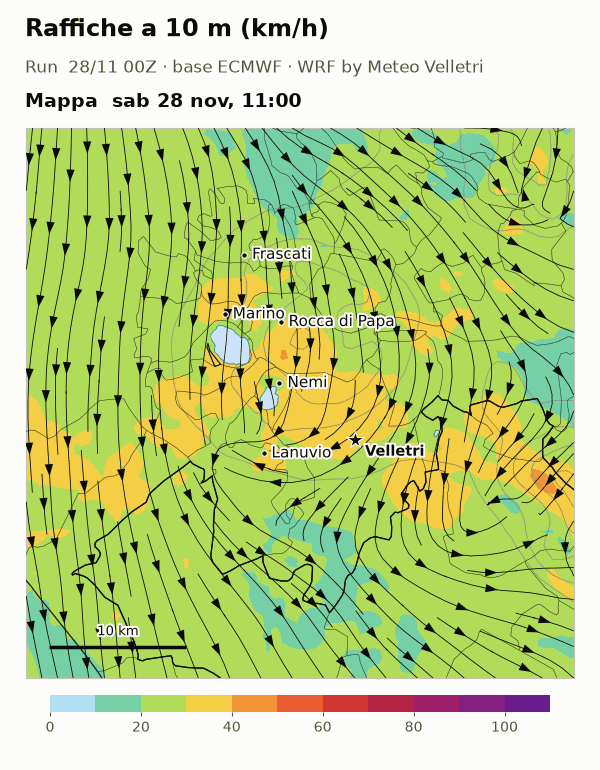 Raffiche a 10 m (km/h)
Run  28/11 00Z · base ECMWF · WRF by Meteo Velletri
Mappa  sab 28 nov, 11:00
Frascati
Marino
Rocca di Papa
Nemi
Velletri
Lanuvio
10 km
0 20 40 60 80 100